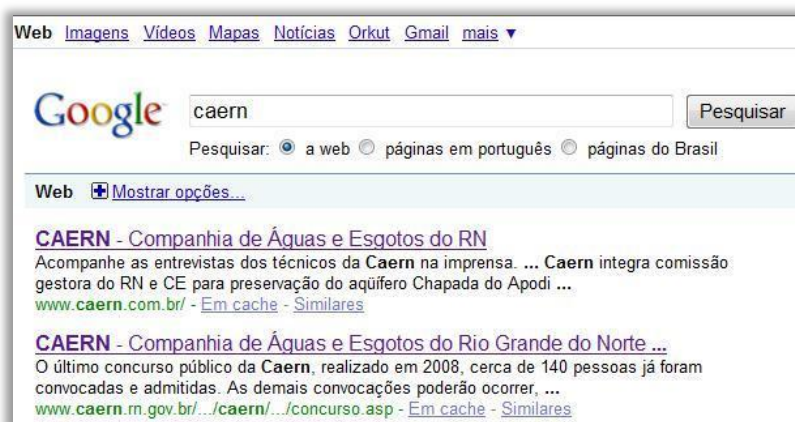 Web Imagens Vídeos Mapas Notícias Orkut Gmail mais ▼
Google caern Pesquisar
Pesquisar: a web páginas em português páginas do Brasil
Web Mostrar opções...
CAERN - Companhia de Águas e Esgotos do RN
Acompanhe as entrevistas dos técnicos da Caern na imprensa. ... Caern integra comissão
gestora do RN e CE para preservação do aqüífero Chapada do Apodi ...
www.caern.com.br/ - Em cache - Similares
CAERN - Companhia de Águas e Esgotos do Rio Grande do Norte ...
O último concurso público da Caern, realizado em 2008, cerca de 140 pessoas já foram
convocadas e admitidas. As demais convocações poderão ocorrer, ...
www.caern.rn.gov.br/.../caern/.../concurso.asp - Em cache - Similares